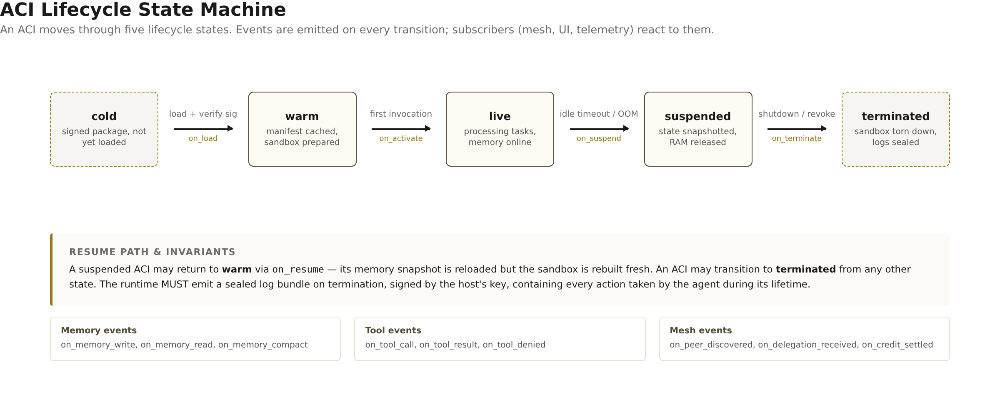 ACI Lifecycle State Machine
An ACI moves through five lifecycle states. Events are emitted on every transition; subscribers (mesh, UI, telemetry) react to them.
cold
signed package, not
yet loaded
load + verify sig
on_load
warm
manifest cached,
sandbox prepared
first invocation
on_activate
live
processing tasks,
memory online
idle timeout / OOM
on_suspend
suspended
state snapshotted,
RAM released
shutdown / revoke
on_terminate
terminated
sandbox torn down,
logs sealed
RESUME PATH & INVARIANTS
A suspended ACI may return to warm via on_resume — its memory snapshot is reloaded but the sandbox is rebuilt fresh. An ACI may transition to terminated from any other
state. The runtime MUST emit a sealed log bundle on termination, signed by the host's key, containing every action taken by the agent during its lifetime.
Memory events
on_memory_write, on_memory_read, on_memory_compact
Tool events
on_tool_call, on_tool_result, on_tool_denied
Mesh events
on_peer_discovered, on_delegation_received, on_credit_settled